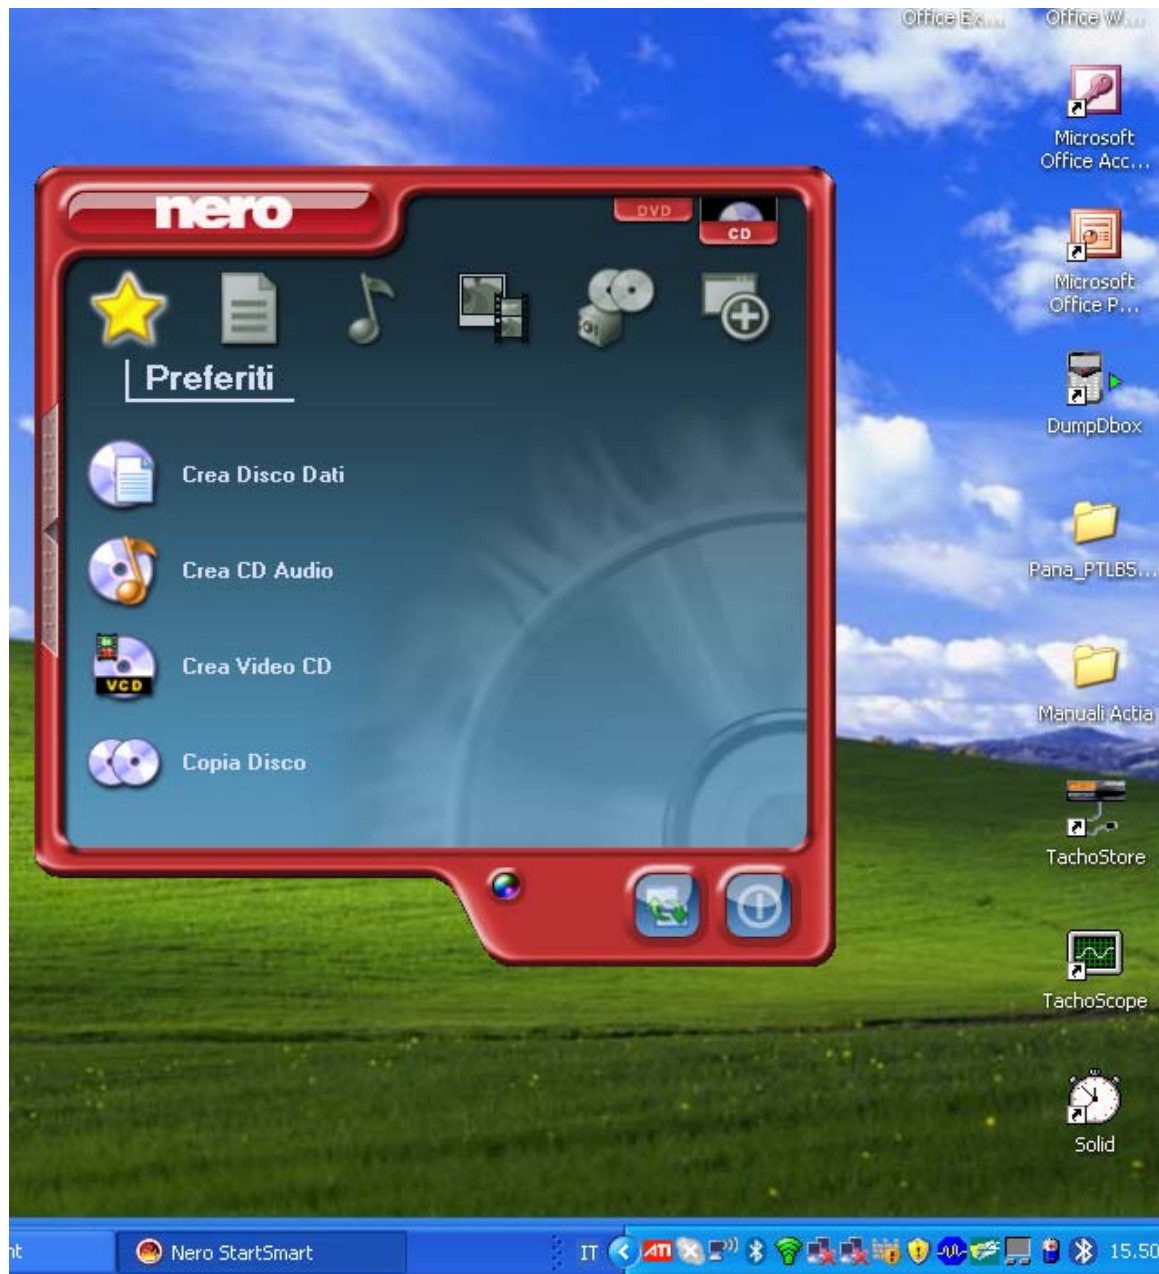 Office Ex...
Office W...
Microsoft
Office Acc...
nero
DVD
CD
Microsoft
Office P...
Preferiti
DumpDbox
Crea Disco Dati
Crea CD Audio
Pana_PTLB5...
Crea Video CD
VCD
Manuali Actia
Copia Disco
TachoStore
TachoScope
Solid
nt
Nero StartSmart
IT
ATI
15.50